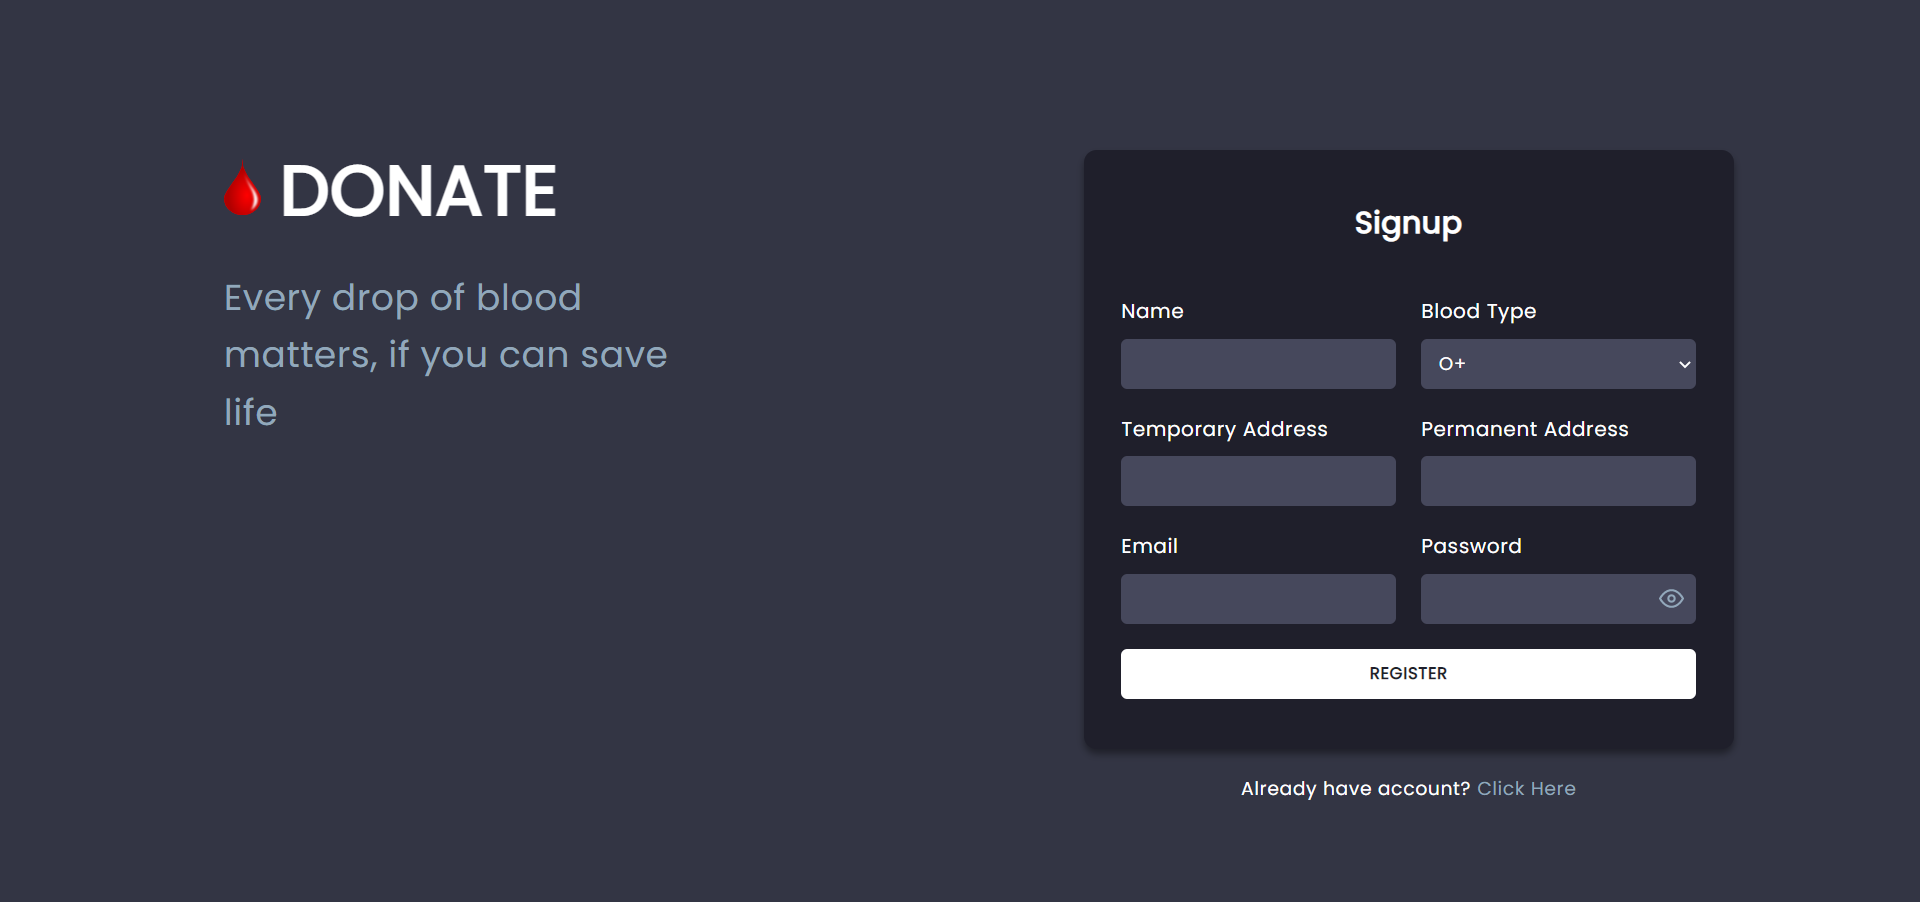 DONATE
Every drop of blood
matters, if you can save
life
Signup
Name
Blood Type
O+
Temporary Address
Permanent Address
Email
Password
REGISTER
Already have account? Click Here